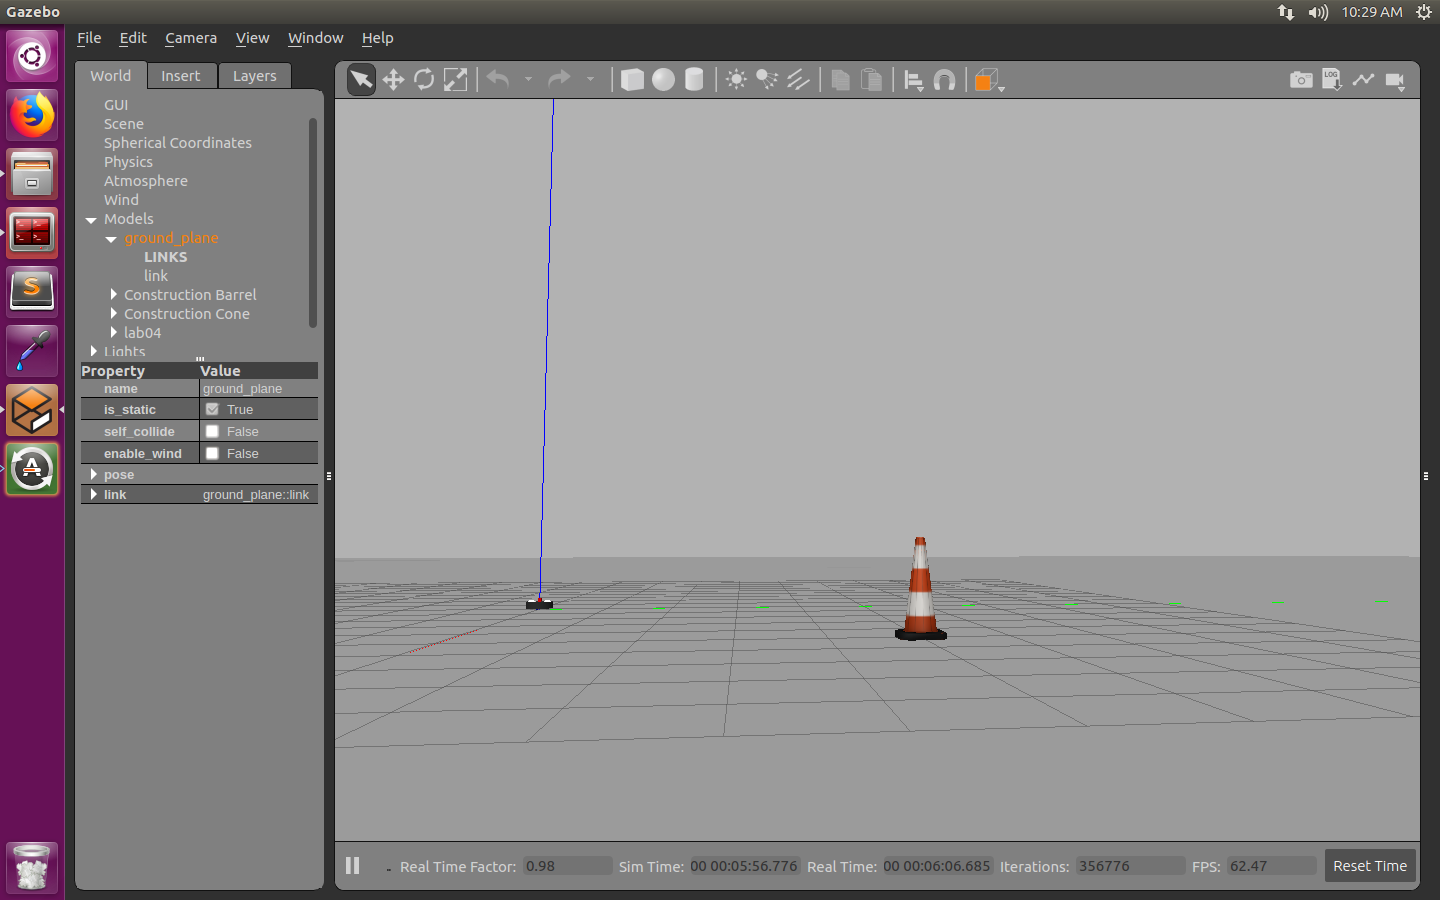 Gazebo
10:29 AM
File Edit Camera View Window Help
World Insert Layers
GUI
Scene
Spherical Coordinates
Physics
Atmosphere
Wind
Models
ground_plane
LINKS
link
Construction Barrel
Construction Cone
lab04
Lights
Property Value
name ground_plane
is_static True
self_collide False
enable_wind False
pose
link ground_plane::link
LOG
Real Time Factor: 0.98 Sim Time: 00 00:05:56.776 Real Time: 00 00:06:06.685 Iterations: 356776 FPS: 62.47 Reset Time